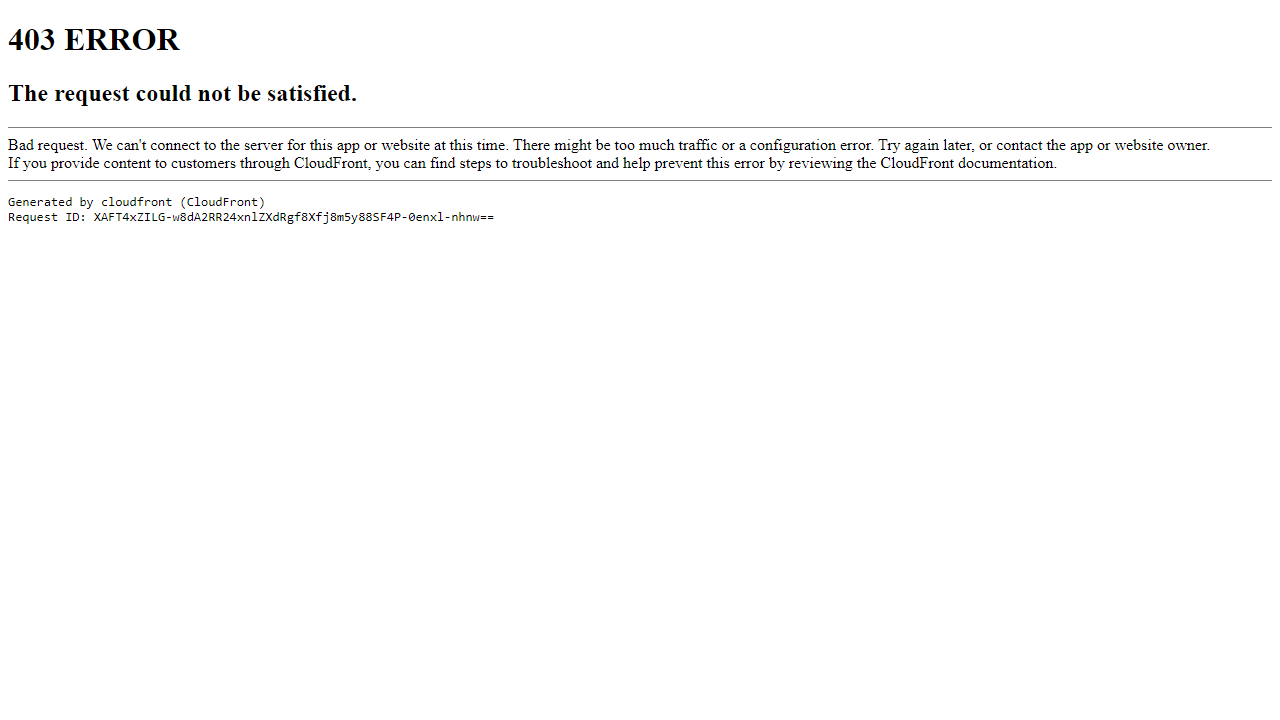 403 ERROR
The request could not be satisfied.
Bad request. We can't connect to the server for this app or website at this time. There might be too much traffic or a configuration error. Try again later, or contact the app or website owner.
If you provide content to customers through CloudFront, you can find steps to troubleshoot and help prevent this error by reviewing the CloudFront documentation.
Generated by cloudfront (CloudFront)
Request ID: XAFT4xZILG-w8dA2RR24xnlZXdRgf8Xfj8m5y88SF4P-0enxl-nhnw==